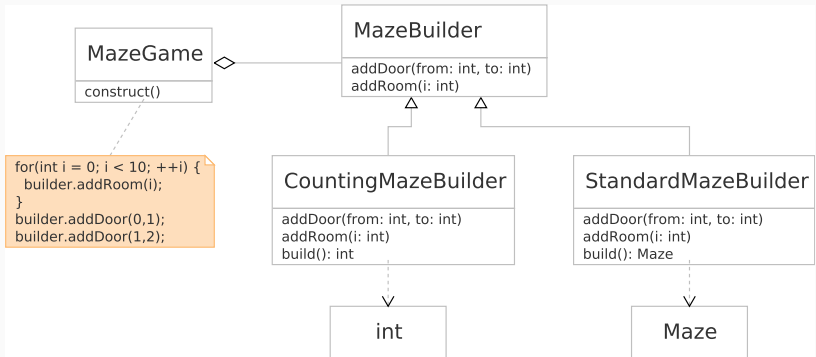 MazeGame
construct()
for(int i = 0; i < 10; ++i) {
  builder.addRoom(i);
}
builder.addDoor(0,1);
builder.addDoor(1,2);
MazeBuilder
addDoor(from: int, to: int)
addRoom(i: int)
CountingMazeBuilder
addDoor(from: int, to: int)
addRoom(i: int)
build(): int
StandardMazeBuilder
addDoor(from: int, to: int)
addRoom(i: int)
build(): Maze
int
Maze